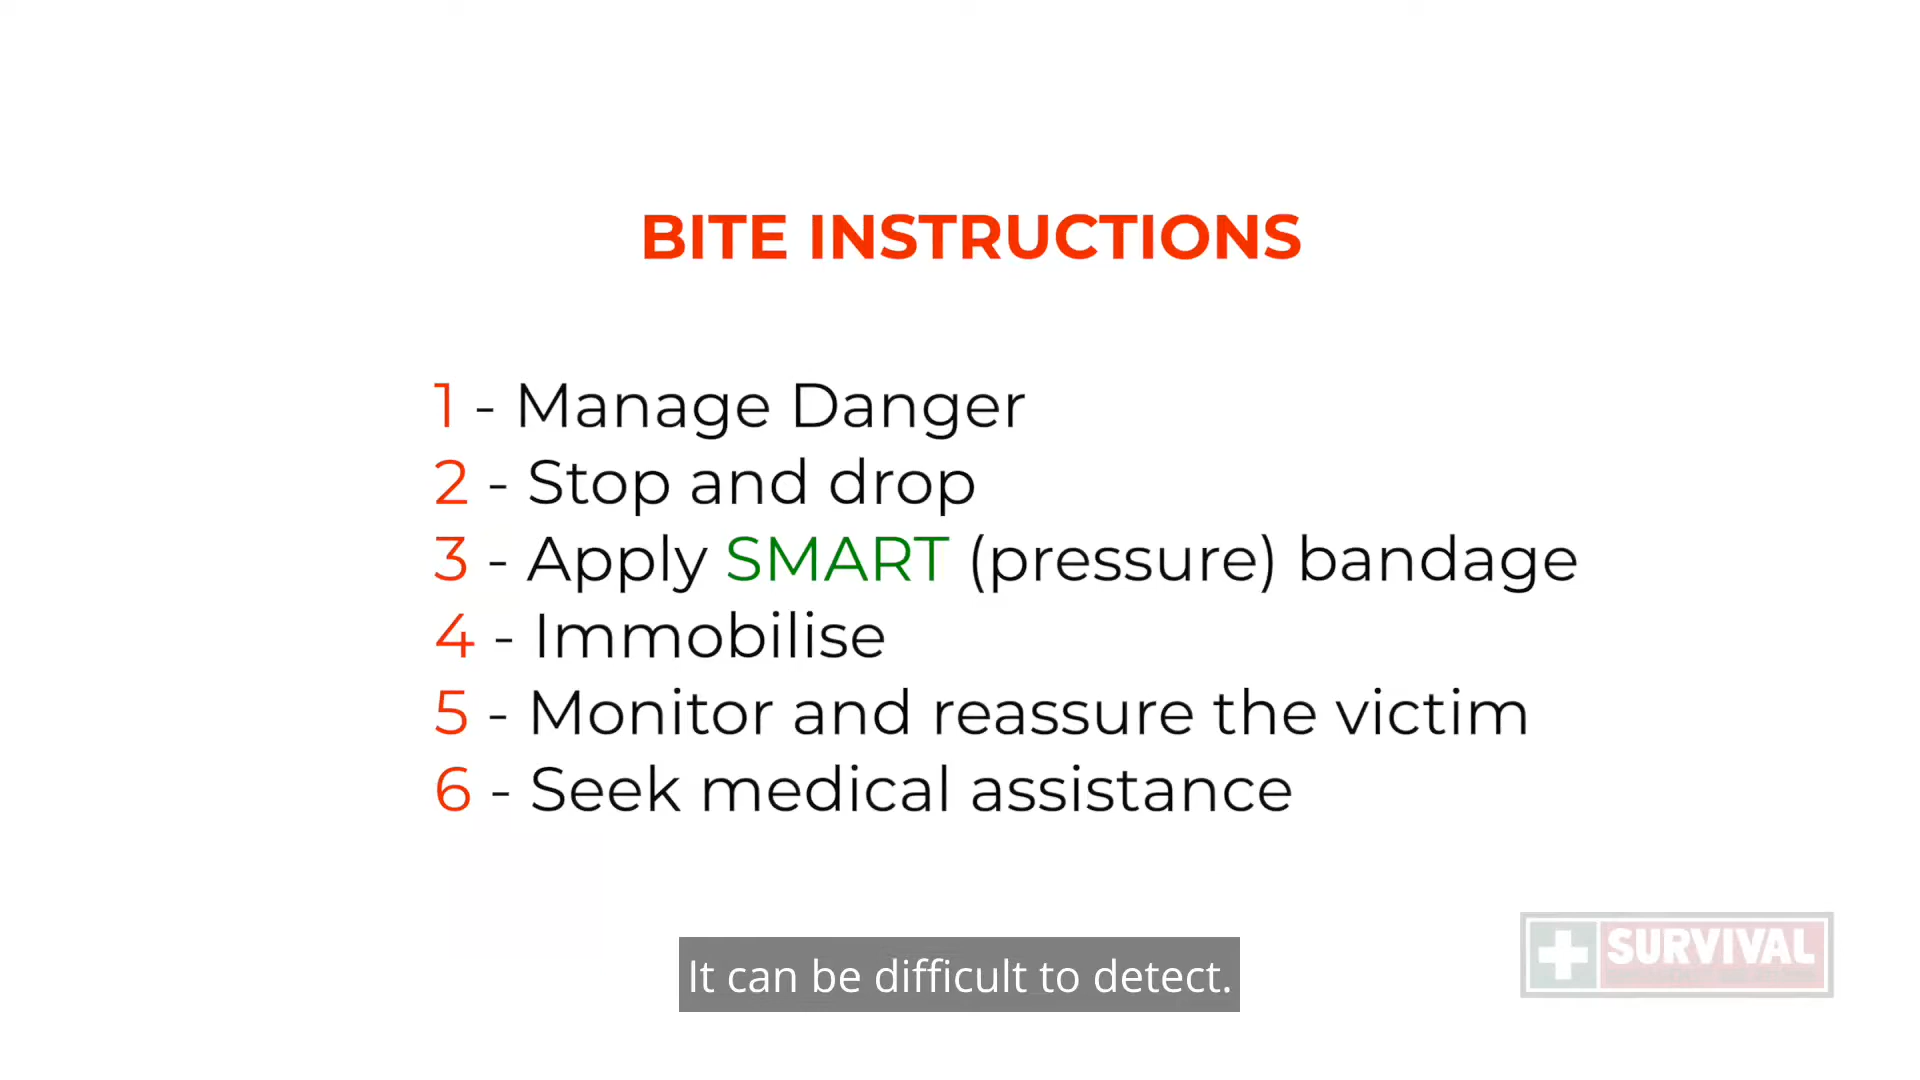 BITE INSTRUCTIONS
1 - Manage Danger
2 - Stop and drop
3 - Apply SMART (pressure) bandage
4 - Immobilise
5 - Monitor and reassure the victim
6 - Seek medical assistance
It can be difficult to detect.
SURVIVAL